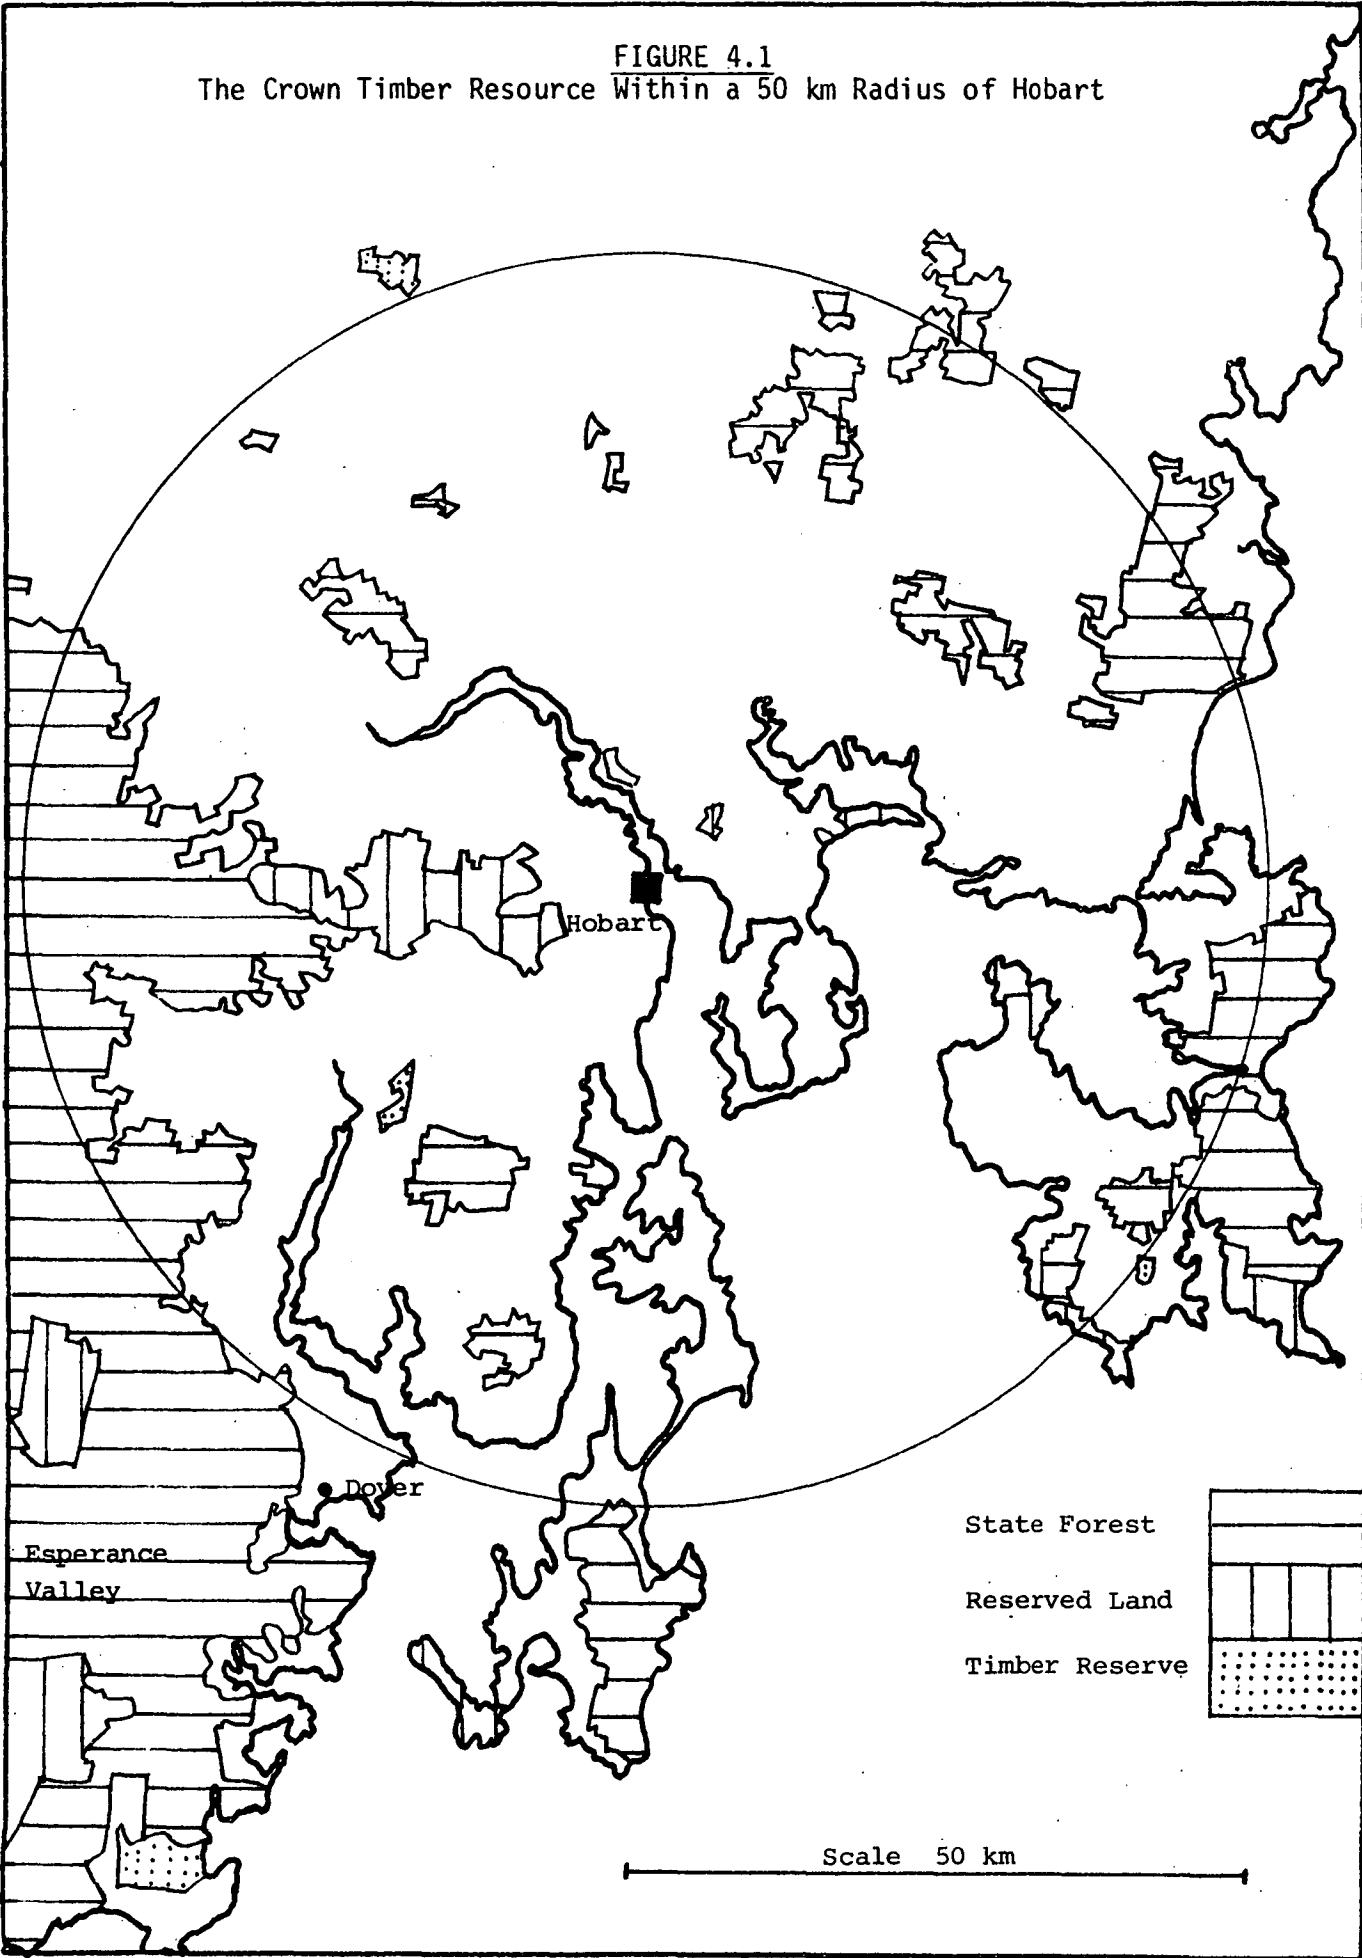 FIGURE 4.1
The Crown Timber Resource Within a 50 km Radius of Hobart
Hobart
Dover
Esperance
Valley
State Forest
Reserved Land
Timber Reserve
Scale 50 km